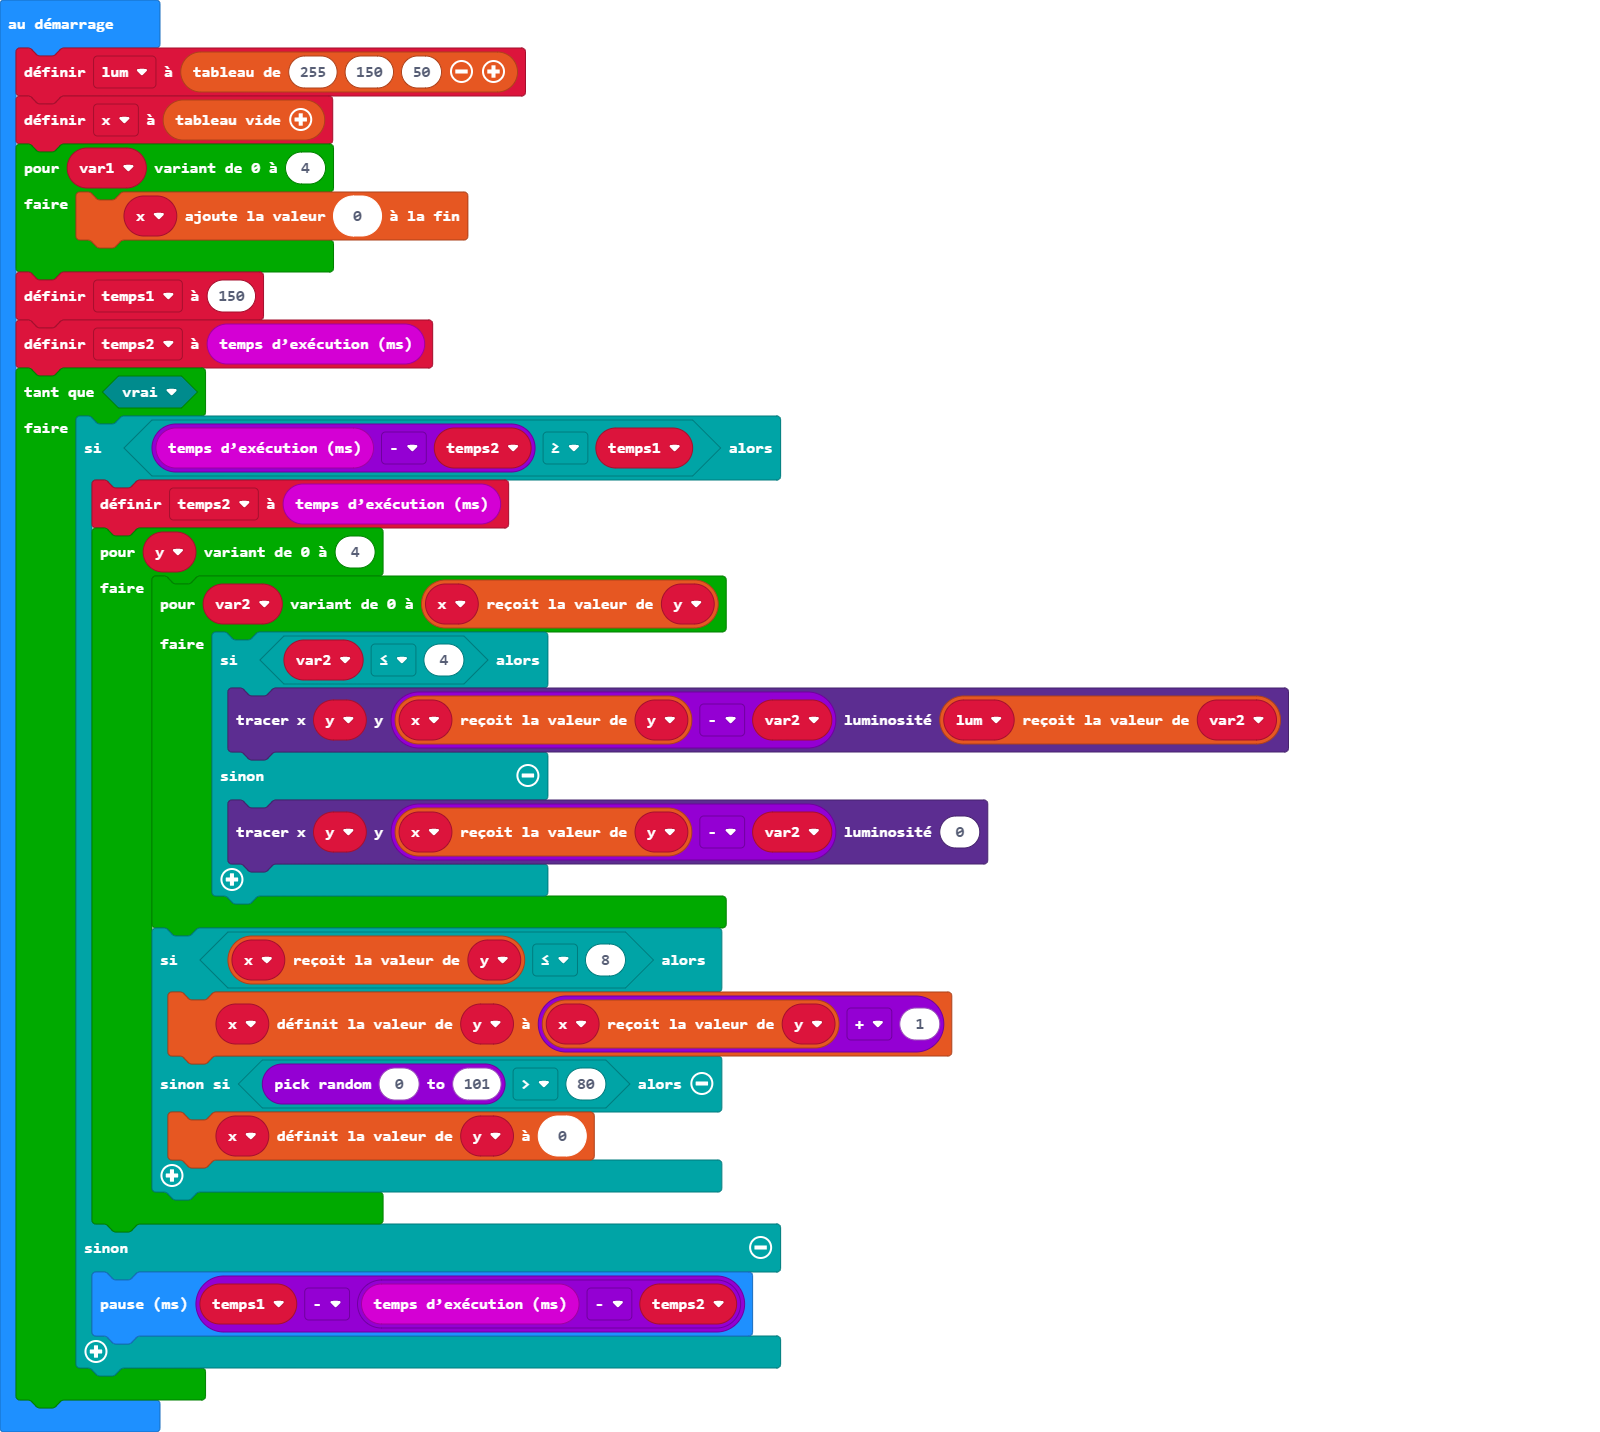 au démarrage
définir lum à tableau de 255 150 50
définir x à tableau vide
pour var1 variant de 0 à 4
faire
x ajoute la valeur 0 à la fin
définir temps1 à 150
définir temps2 à temps d’exécution (ms)
tant que vrai
faire
si temps d’exécution (ms) - temps2 ≥ temps1 alors
définir temps2 à temps d’exécution (ms)
pour y variant de 0 à 4
faire
pour var2 variant de 0 à x reçoit la valeur de y
faire
si var2 ≤ 4 alors
tracer x y y x reçoit la valeur de y - var2 luminosité lum reçoit la valeur de var2
sinon
tracer x y y x reçoit la valeur de y - var2 luminosité 0
si x reçoit la valeur de y ≤ 8 alors
x définit la valeur de y à x reçoit la valeur de y + 1
sinon si pick random 0 to 101 > 80 alors
x définit la valeur de y à 0
sinon
pause (ms) temps1 - temps d’exécution (ms) - temps2